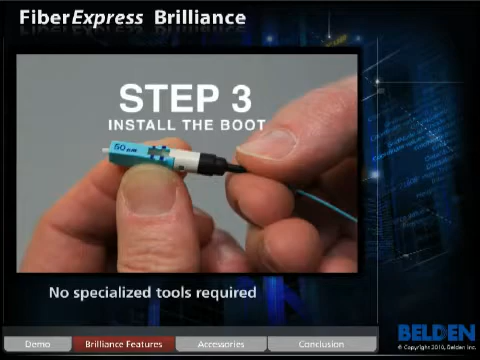 FiberExpress Brilliance
STEP 3
INSTALL THE BOOT
50 µm
No specialized tools required
Demo
Brilliance Features
Accessories
Conclusion
BELDEN
© Copyright 2010, Belden Inc.